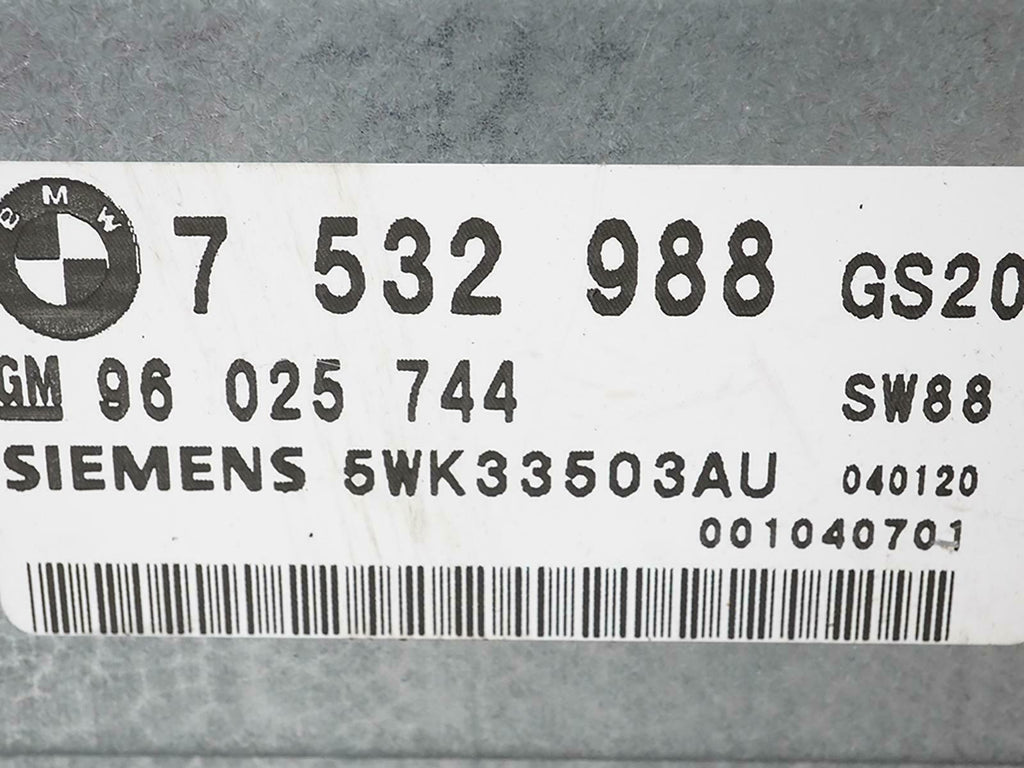 BMW 7 532 988 GS20
GM 96 025 744 SW88
SIEMENS 5WK33503AU 040120
001040701